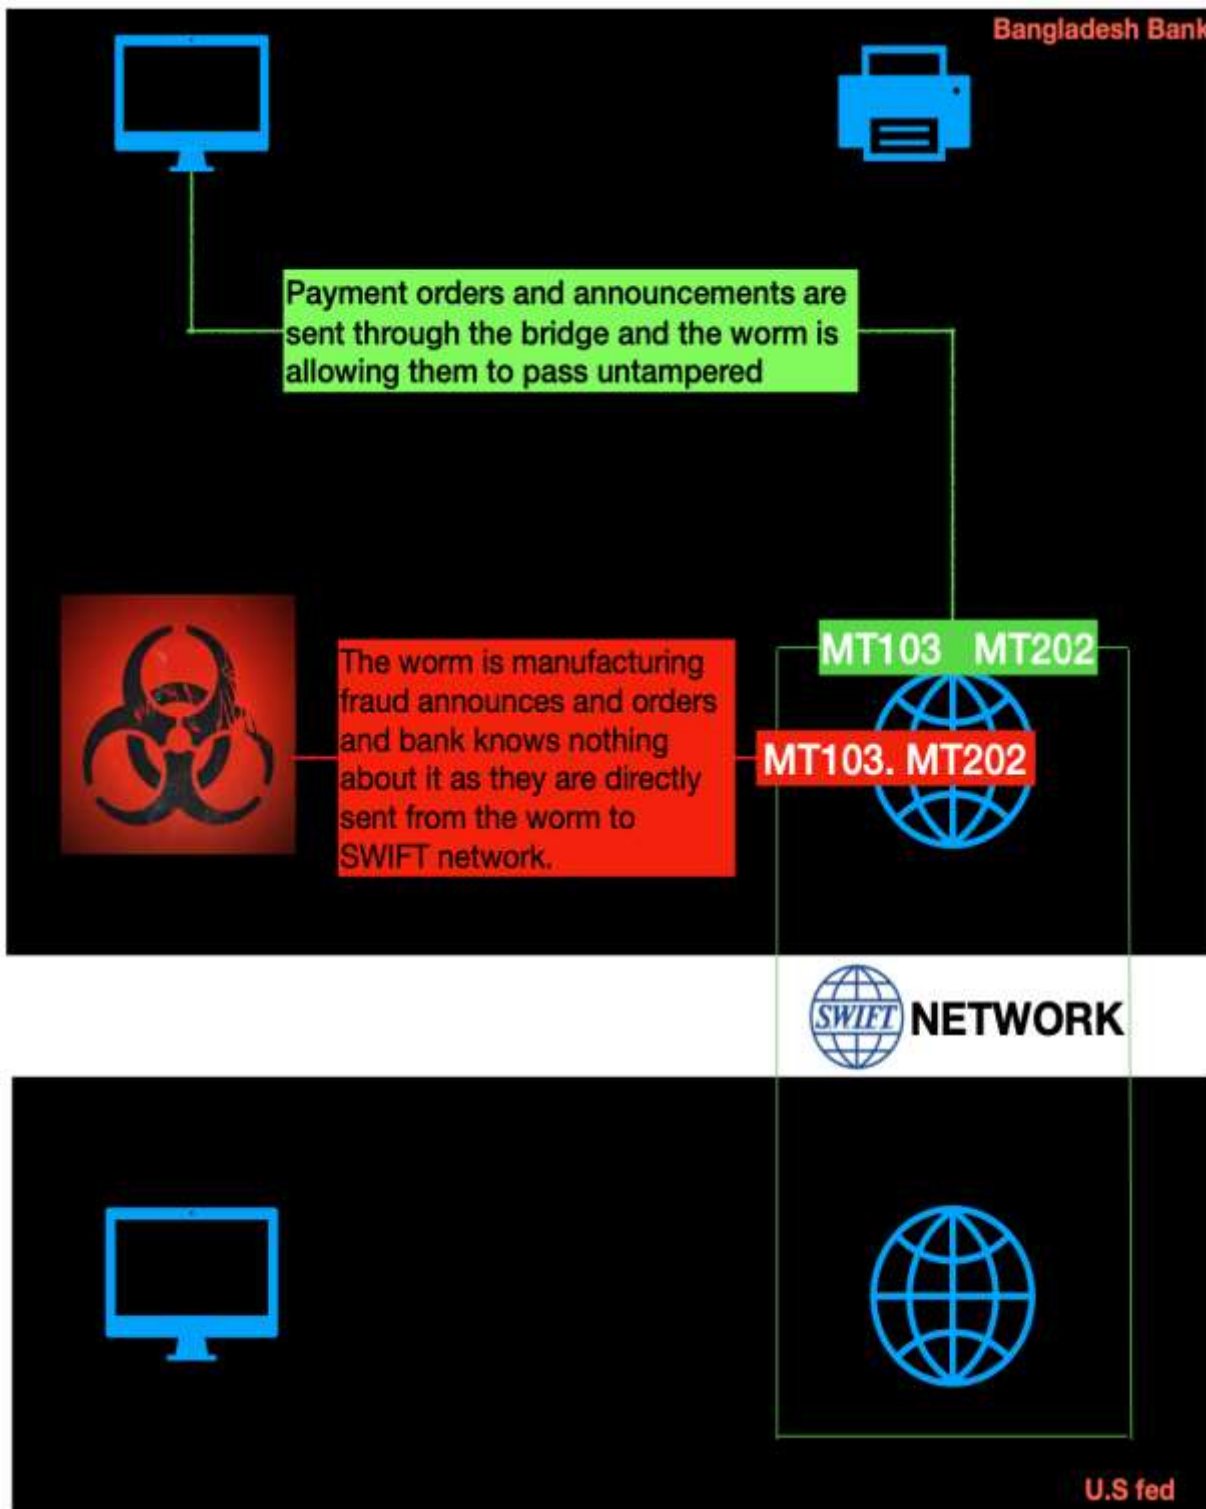 Bangladesh Bank
Payment orders and announcements are
sent through the bridge and the worm is
allowing them to pass untampered
MT103 MT202
The worm is manufacturing
fraud announces and orders
and bank knows nothing
about it as they are directly
sent from the worm to
SWIFT network.
MT103. MT202
SWIFT NETWORK
U.S fed